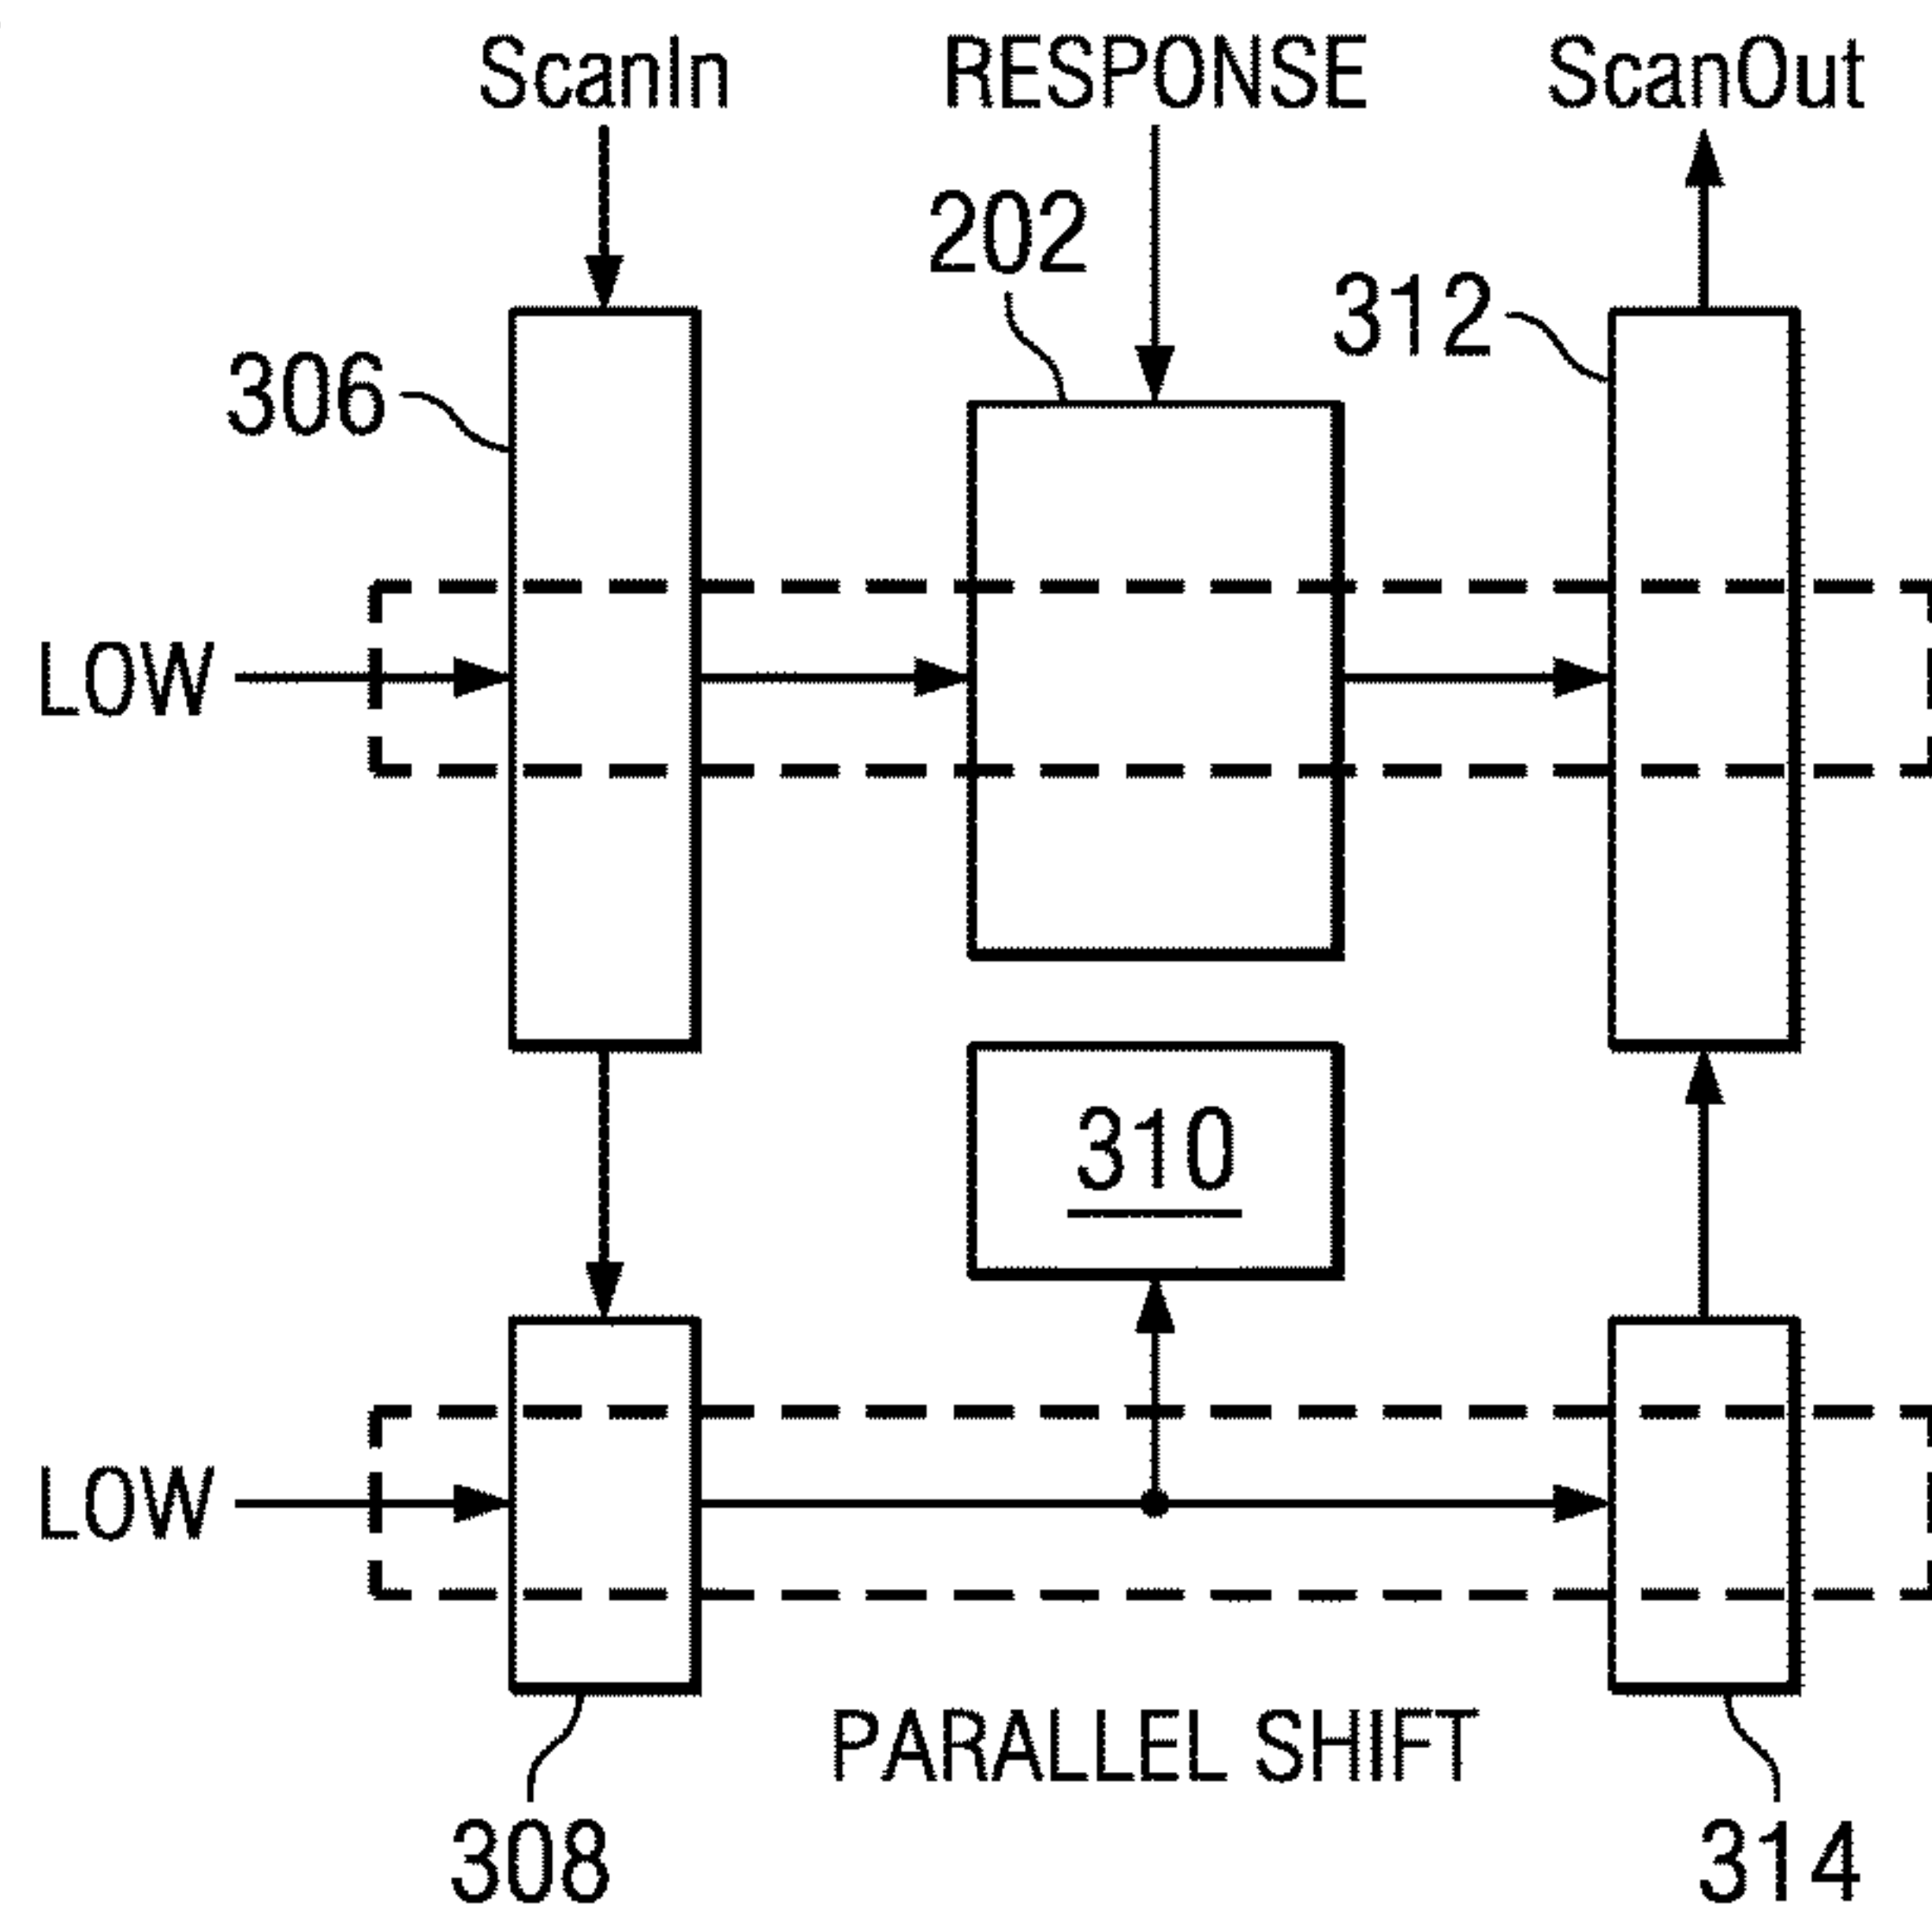 ScanIn RESPONSE ScanOut
202
312
306
LOW
310
LOW
PARALLEL SHIFT
308
314